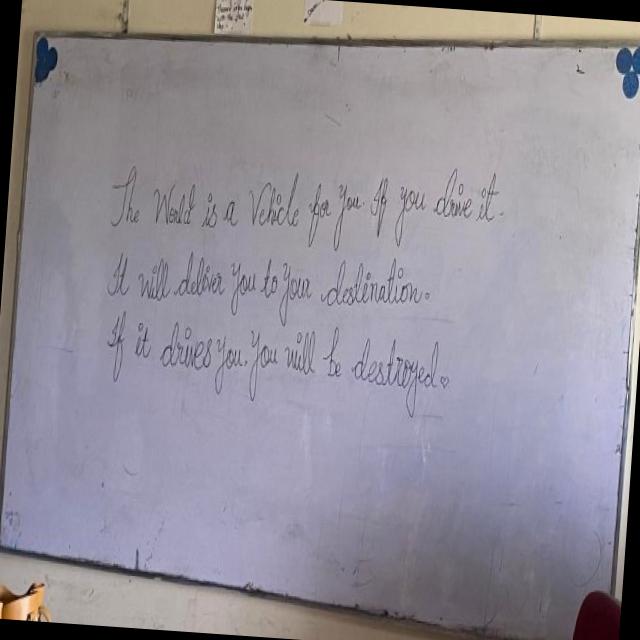 The World is a Vehicle for you. If you drive it.
It will deliver you to your destination.
If it drives you. You will be destroyed.